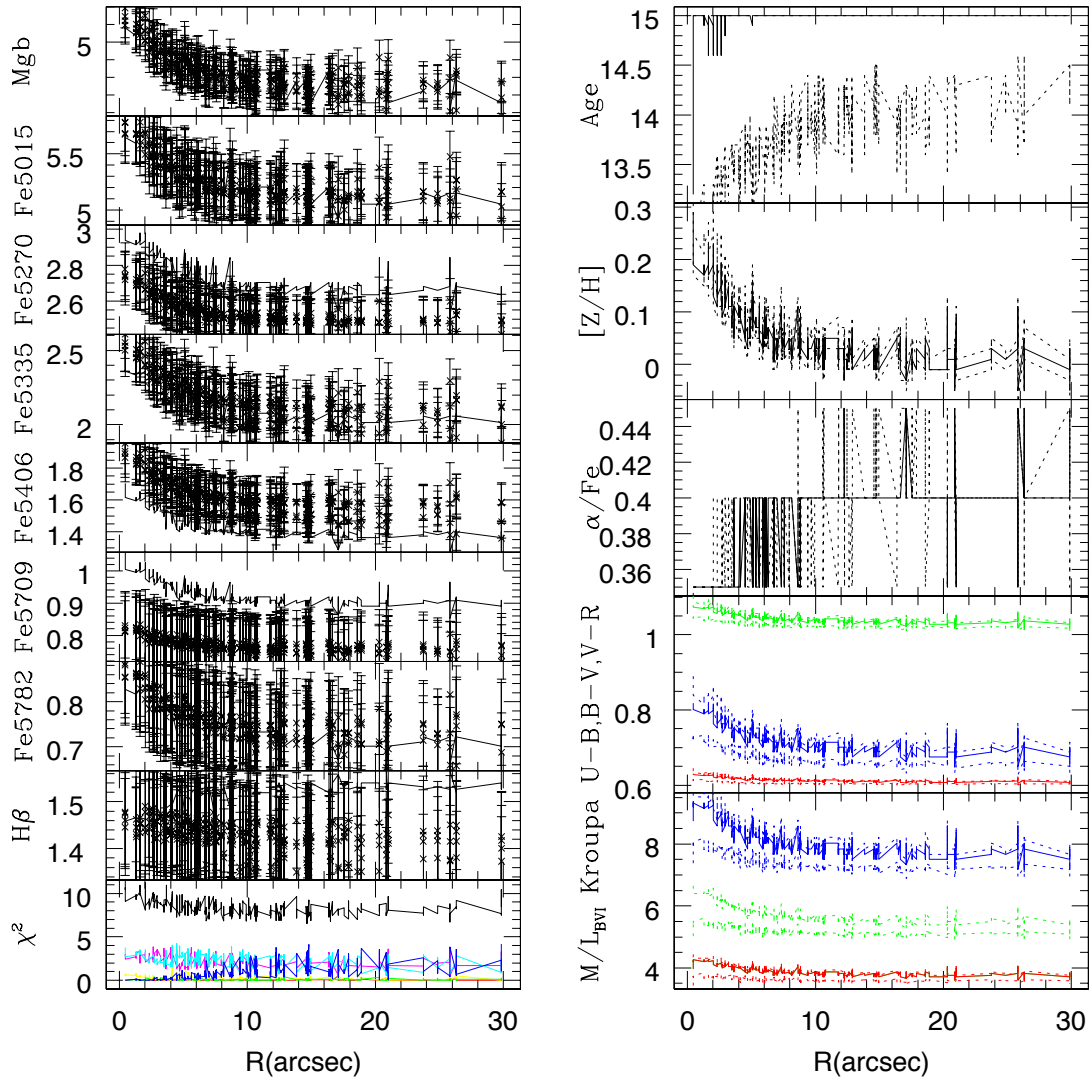 Mgb
5
Fe5015
5.5
5
Fe5270
3
2.8
2.6
Fe5335
2.5
2
Fe5406
1.8
1.6
1.4
Fe5709
1
0.9
0.8
Fe5782
0.8
0.7
Hβ
1.5
1.4
χ²
10
5
0
0 10 20 30
R(arcsec)
Age
15
14.5
14
13.5
[Z/H]
0.3
0.2
0.1
0
α/Fe
0.44
0.42
0.4
0.38
0.36
U−B,B−V,V−R
1
0.8
0.6
M/L_BVI Kroupa
8
6
4
0 10 20 30
R(arcsec)